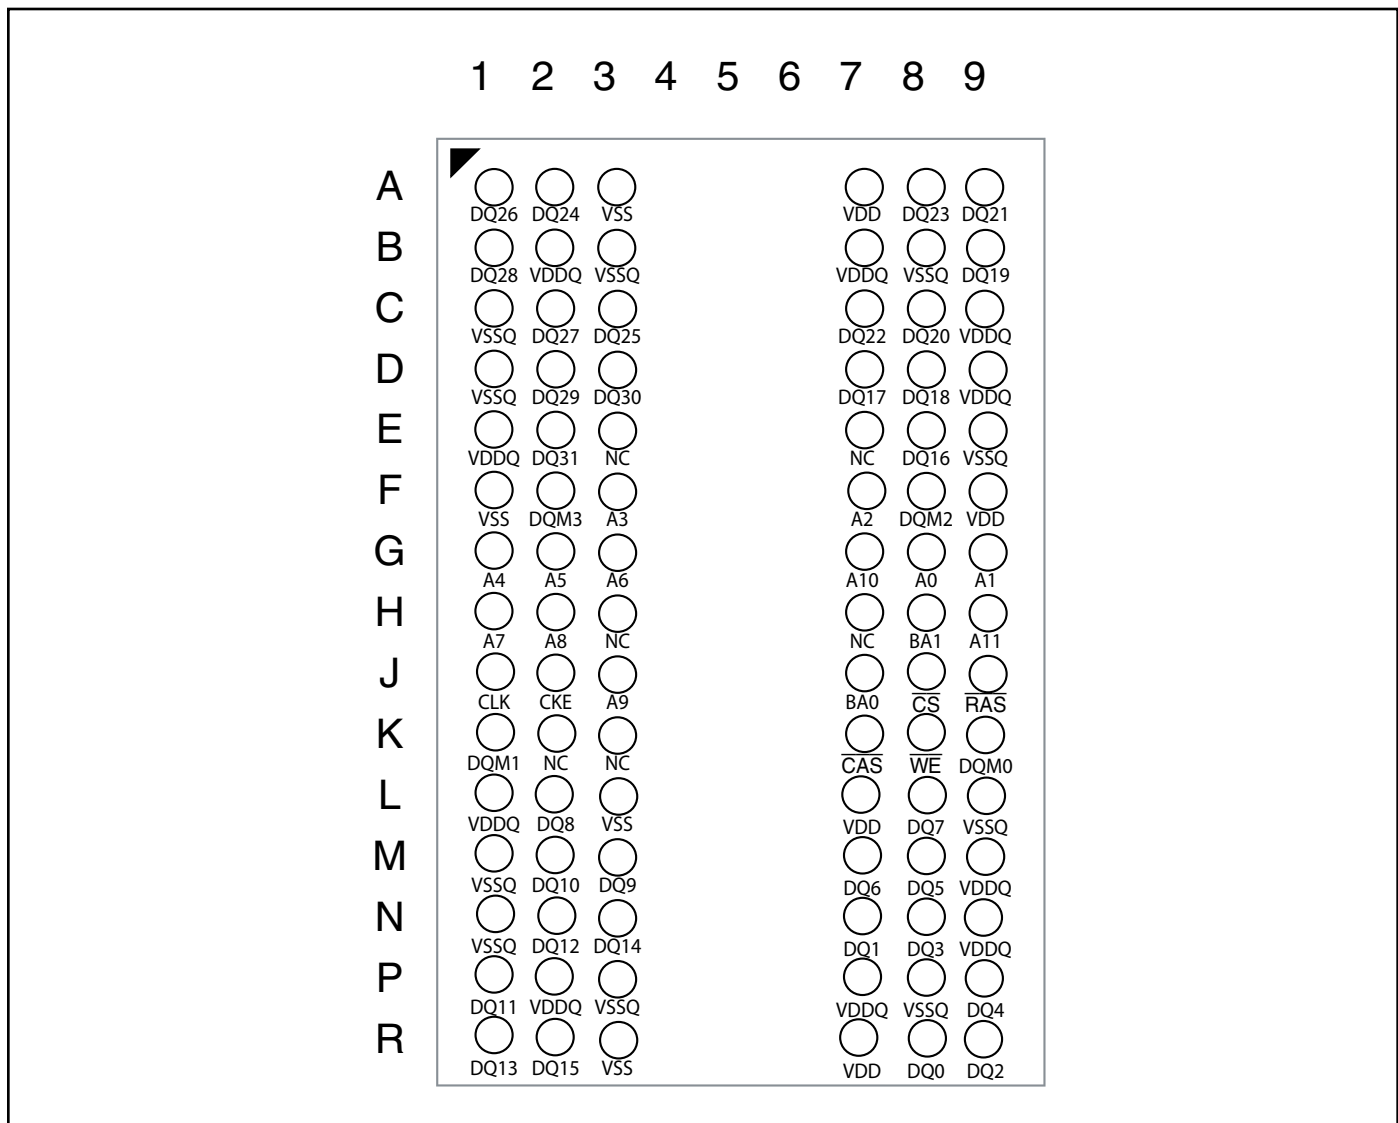 1 2 3 4 5 6 7 8 9
A
DQ26 DQ24 VSS VDD DQ23 DQ21
B
DQ28 VDDQ VSSQ VDDQ VSSQ DQ19
C
VSSQ DQ27 DQ25 DQ22 DQ20 VDDQ
D
VSSQ DQ29 DQ30 DQ17 DQ18 VDDQ
E
VDDQ DQ31 NC NC DQ16 VSSQ
F
VSS DQM3 A3 A2 DQM2 VDD
G
A4 A5 A6 A10 A0 A1
H
A7 A8 NC NC BA1 A11
J
CLK CKE A9 BA0 C̅S̅ R̅A̅S̅
K
DQM1 NC NC C̅A̅S̅ W̅E̅ DQM0
L
VDDQ DQ8 VSS VDD DQ7 VSSQ
M
VSSQ DQ10 DQ9 DQ6 DQ5 VDDQ
N
VSSQ DQ12 DQ14 DQ1 DQ3 VDDQ
P
DQ11 VDDQ VSSQ VDDQ VSSQ DQ4
R
DQ13 DQ15 VSS VDD DQ0 DQ2